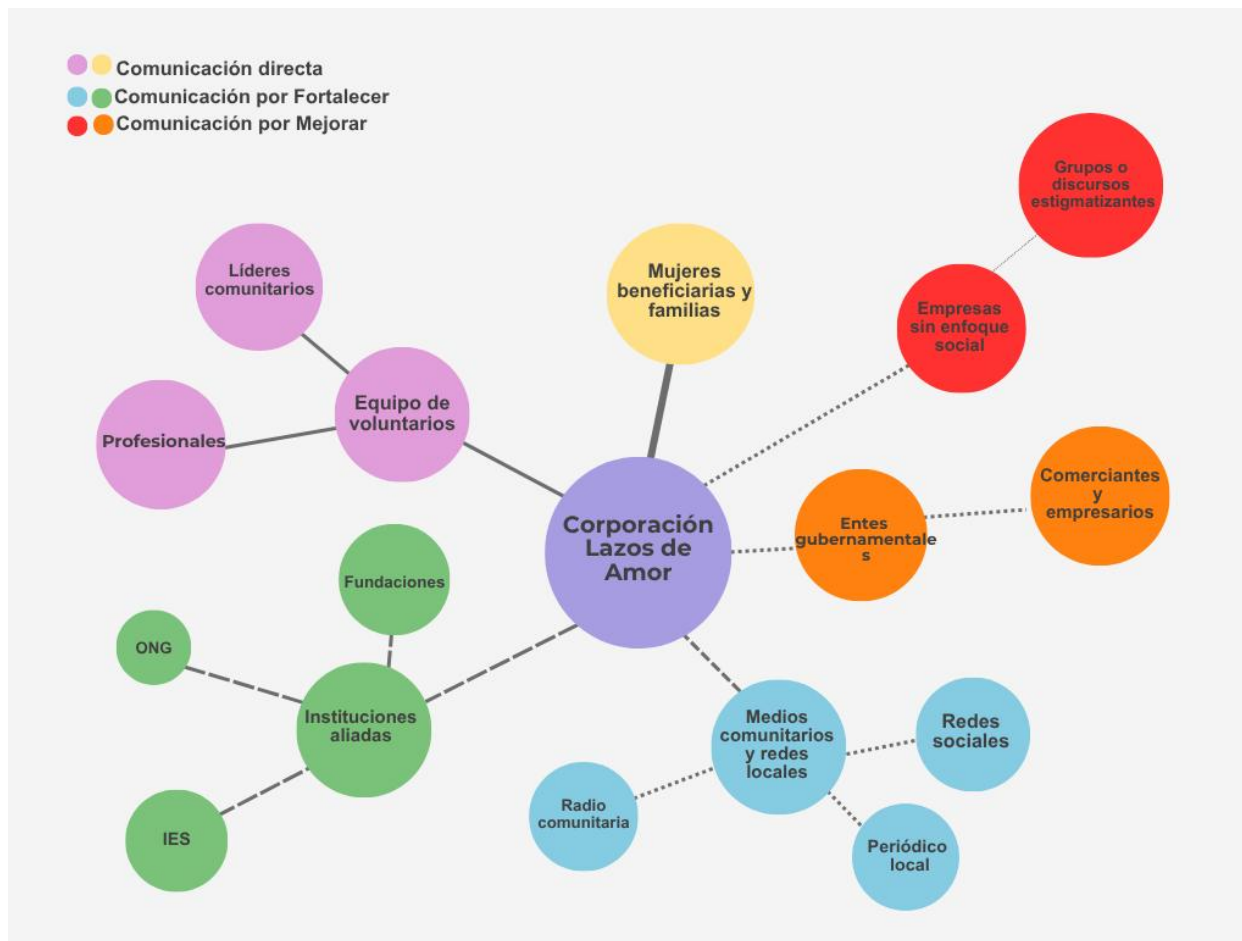 Comunicación directa
Comunicación por Fortalecer
Comunicación por Mejorar
Grupos o
discursos
estigmatizantes
Líderes
comunitarios
Mujeres
beneficiarias y
familias
Empresas
sin enfoque
social
Equipo de
voluntarios
Profesionales
Comerciantes
y
empresarios
Corporación
Lazos de
Amor
Entes
gubernamentale
s
Fundaciones
ONG
Instituciones
aliadas
Medios
comunitarios
y redes
locales
Redes
sociales
Radio
comunitaria
IES
Periódico
local